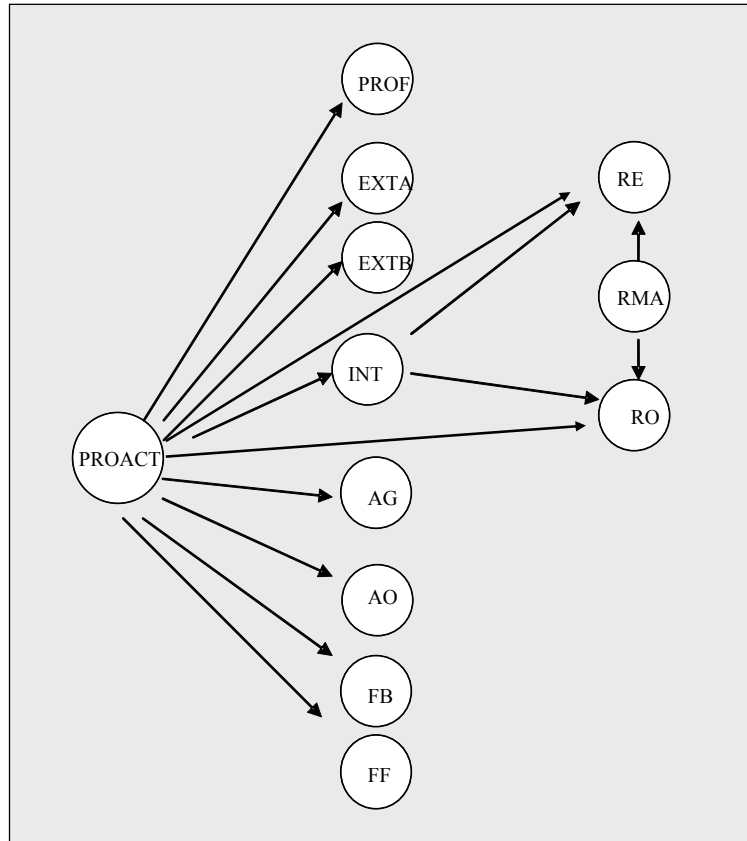 PROF
EXTA
RE
EXTB
RMA
INT
RO
PROACT
AG
AO
FB
FF